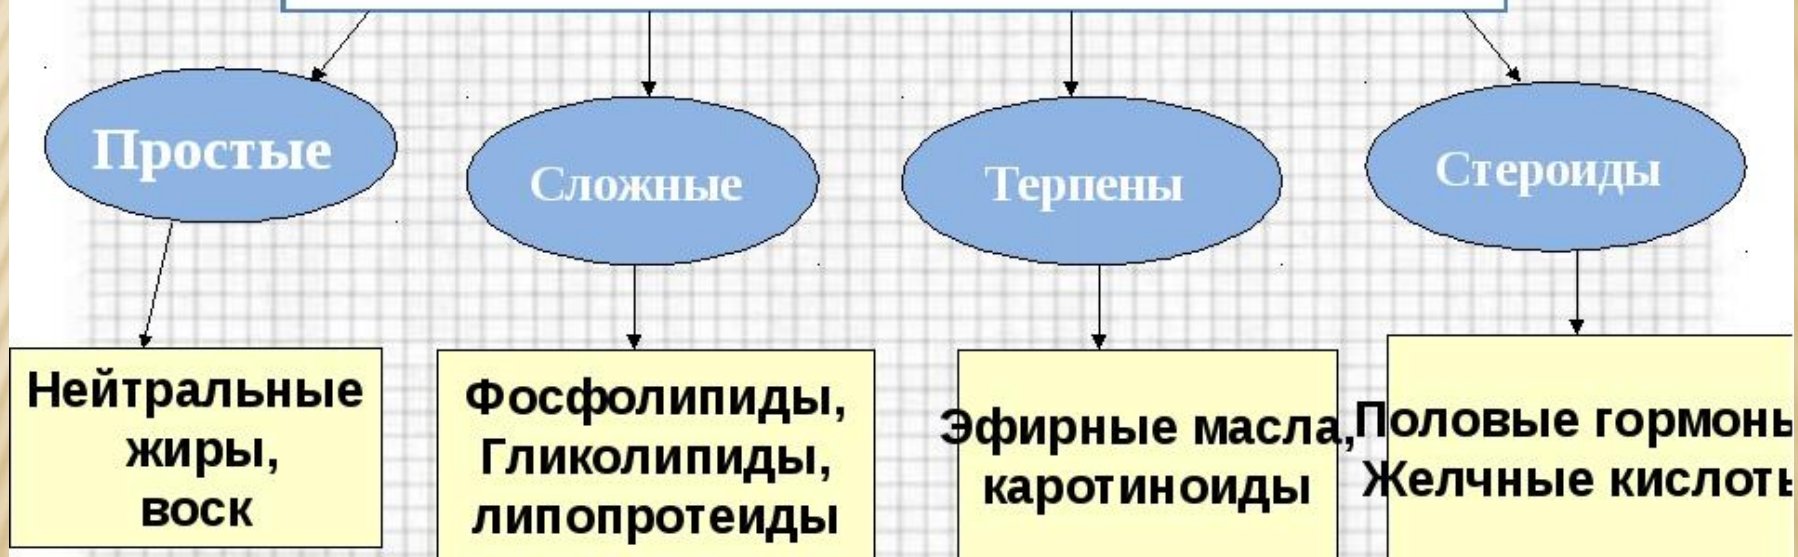 Простые
Сложные
Терпены
Стероиды
Нейтральные
жиры,
воск
Фосфолипиды,
Гликолипиды,
липопротеиды
Эфирные масла,
каротиноиды
Половые гормоны
Желчные кислоты